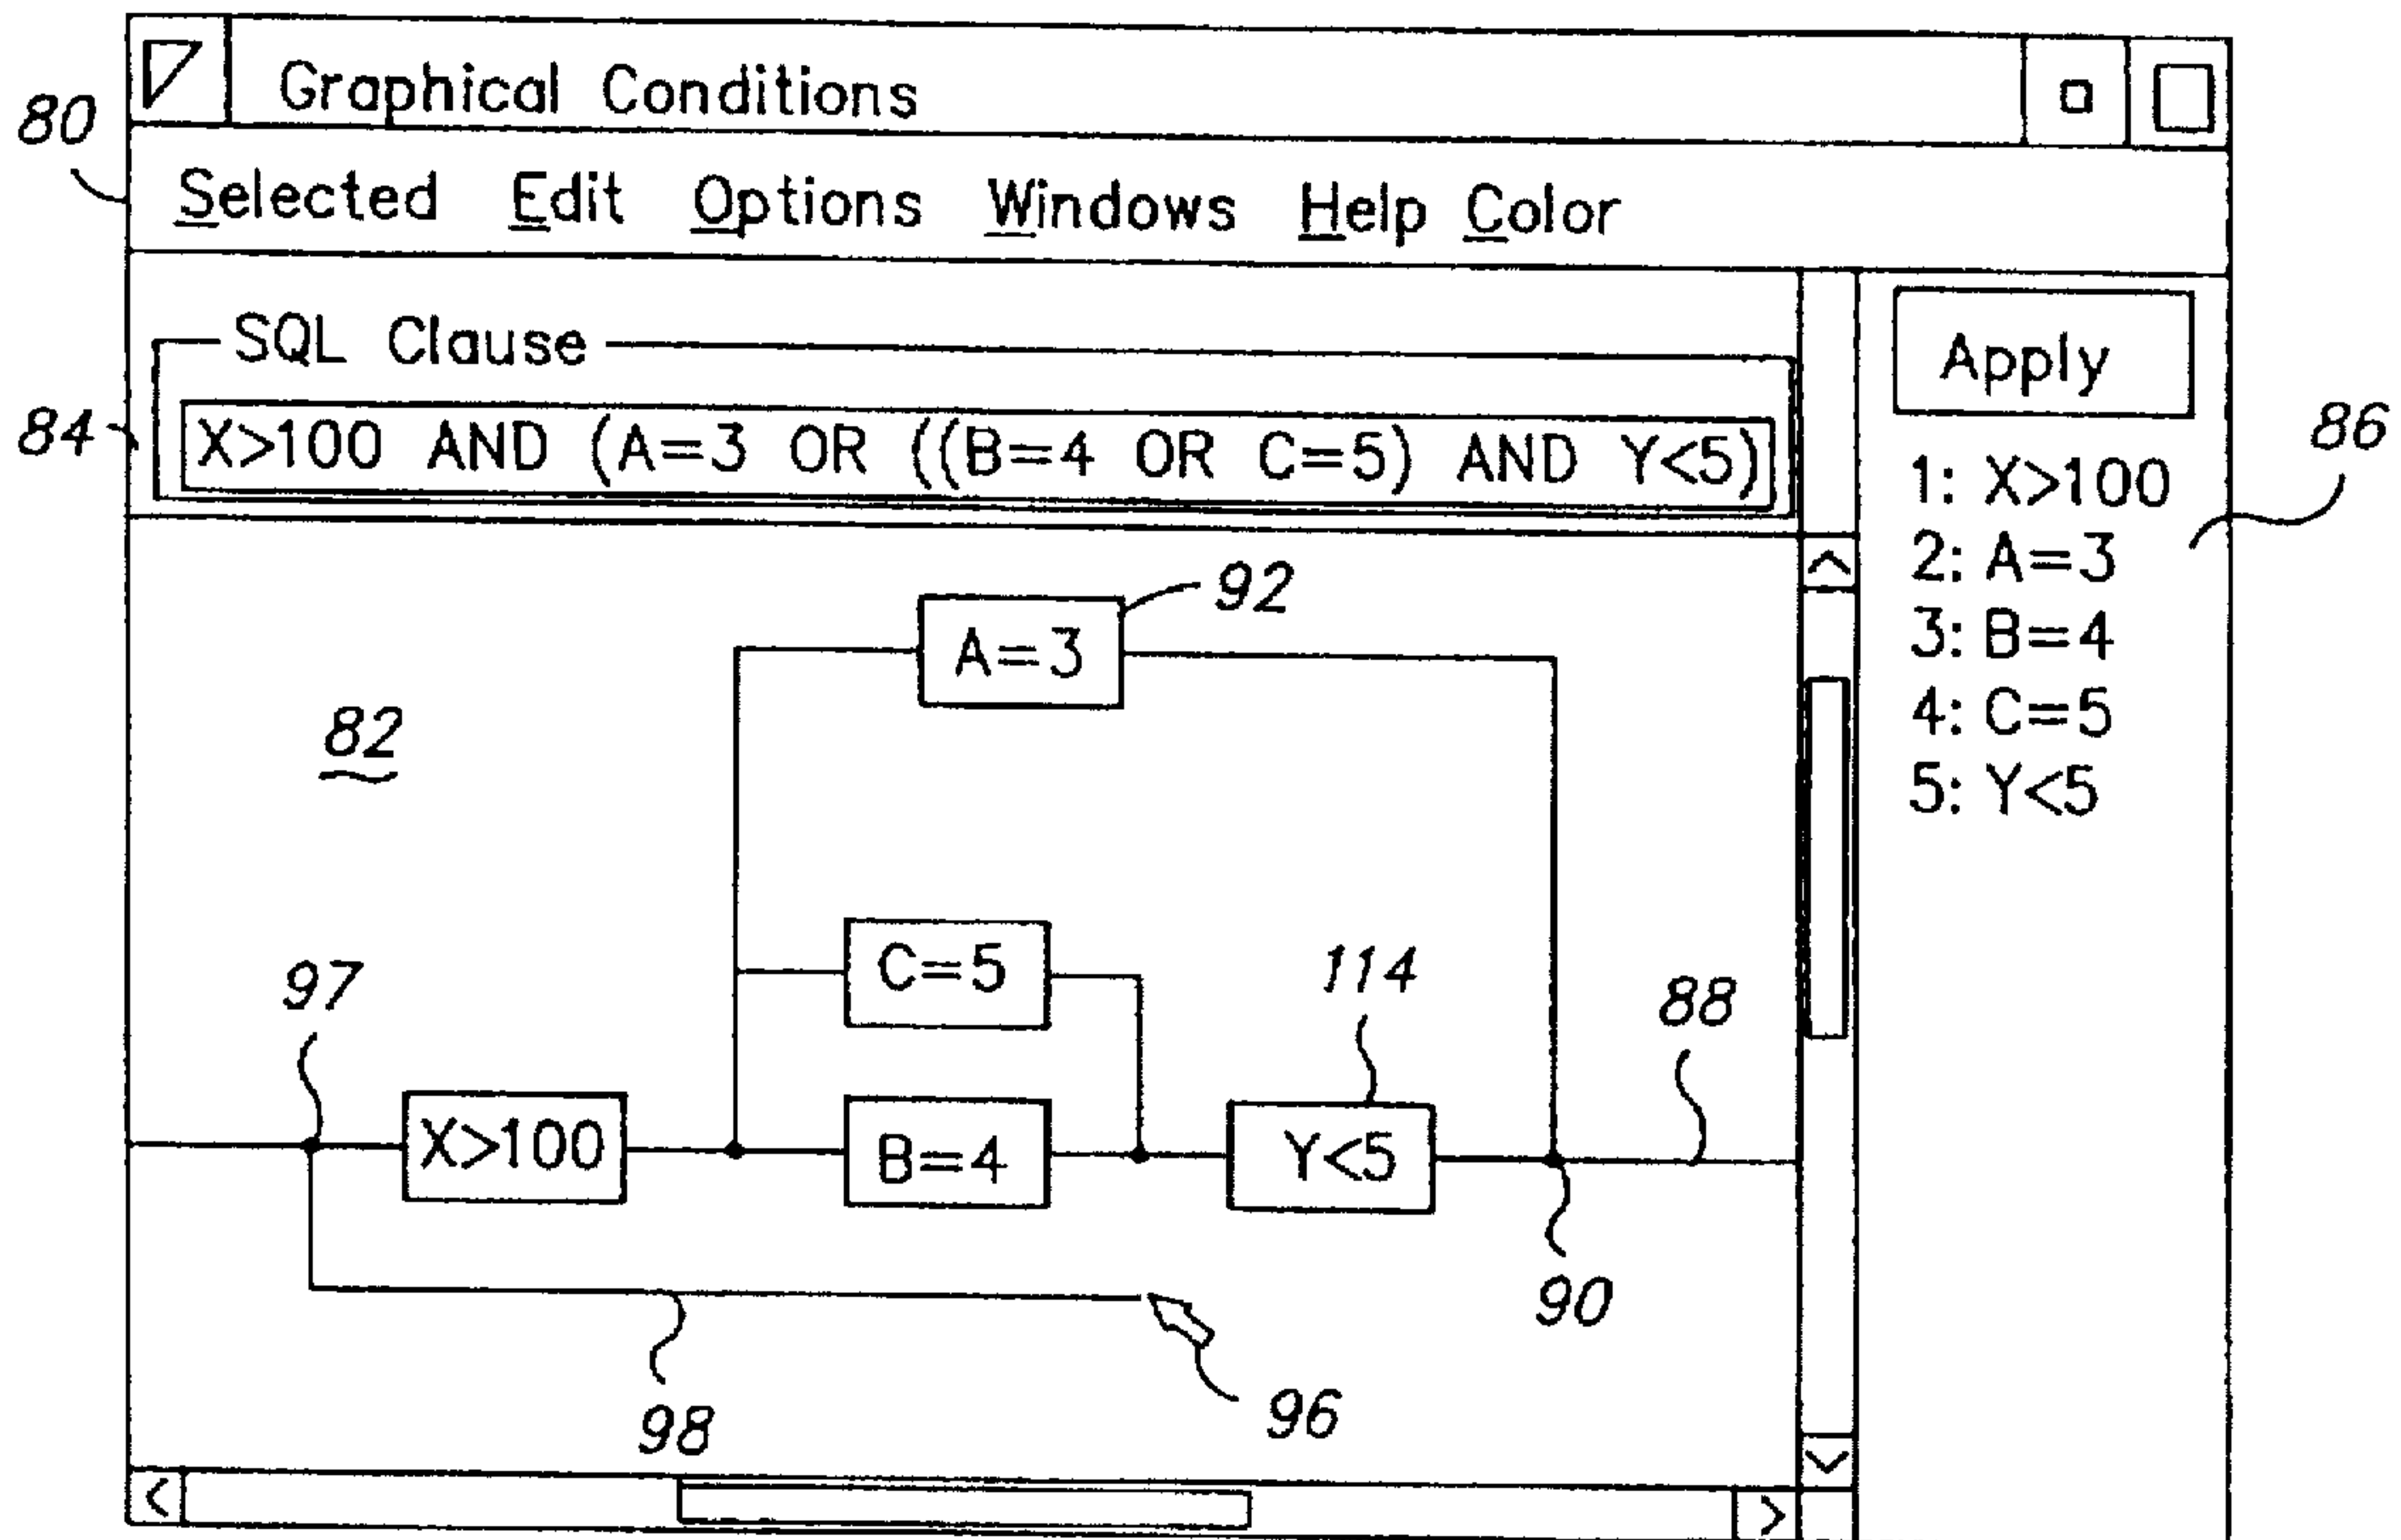 Graphical Conditions
80
Selected Edit Options Windows Help Color
SQL Clause
Apply
84
X>100 AND (A=3 OR ((B=4 OR C=5) AND Y<5)
86
1: X>100
2: A=3
3: B=4
4: C=5
5: Y<5
92
A=3
82
C=5
97
114
88
X>100
B=4
Y<5
90
98
96